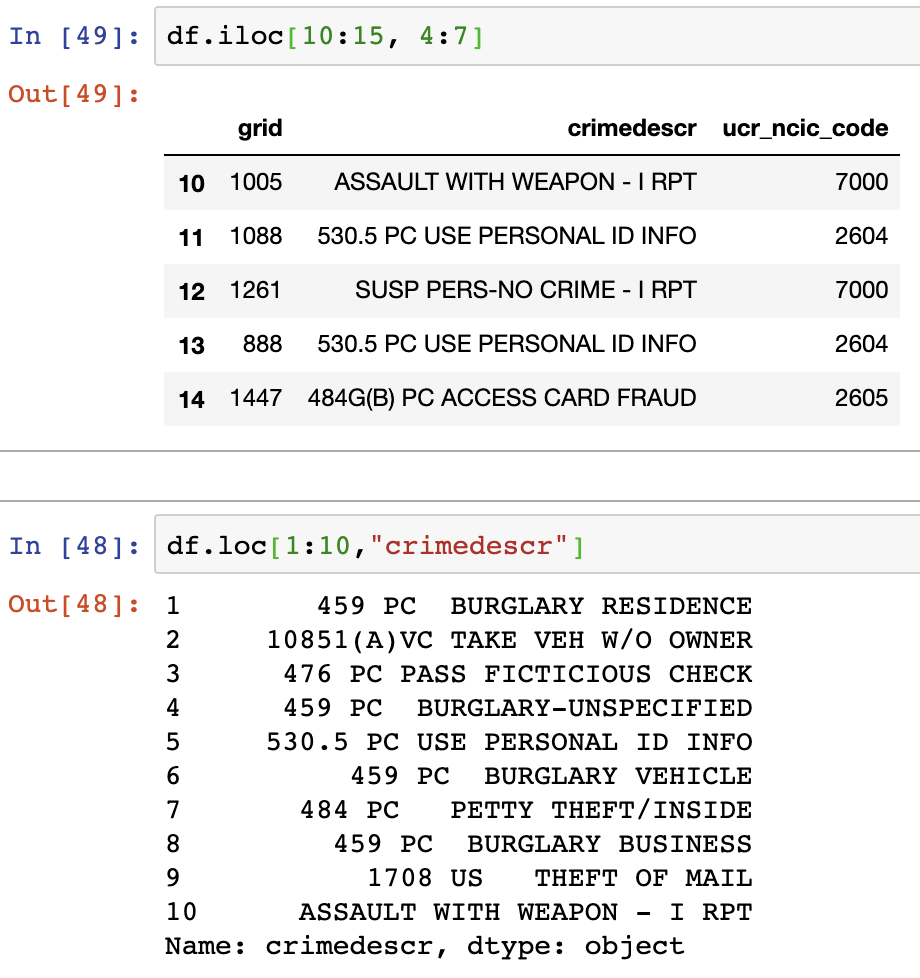 In [49]: df.iloc[10:15, 4:7]
Out[49]:
grid crimedescr ucr_ncic_code
10 1005 ASSAULT WITH WEAPON - I RPT 7000
11 1088 530.5 PC USE PERSONAL ID INFO 2604
12 1261 SUSP PERS-NO CRIME - I RPT 7000
13 888 530.5 PC USE PERSONAL ID INFO 2604
14 1447 484G(B) PC ACCESS CARD FRAUD 2605
In [48]: df.loc[1:10,"crimedescr"]
Out[48]: 1 459 PC  BURGLARY RESIDENCE
2 10851(A)VC TAKE VEH W/O OWNER
3 476 PC PASS FICTICIOUS CHECK
4 459 PC  BURGLARY-UNSPECIFIED
5 530.5 PC USE PERSONAL ID INFO
6 459 PC  BURGLARY VEHICLE
7 484 PC   PETTY THEFT/INSIDE
8 459 PC  BURGLARY BUSINESS
9 1708 US   THEFT OF MAIL
10 ASSAULT WITH WEAPON - I RPT
Name: crimedescr, dtype: object